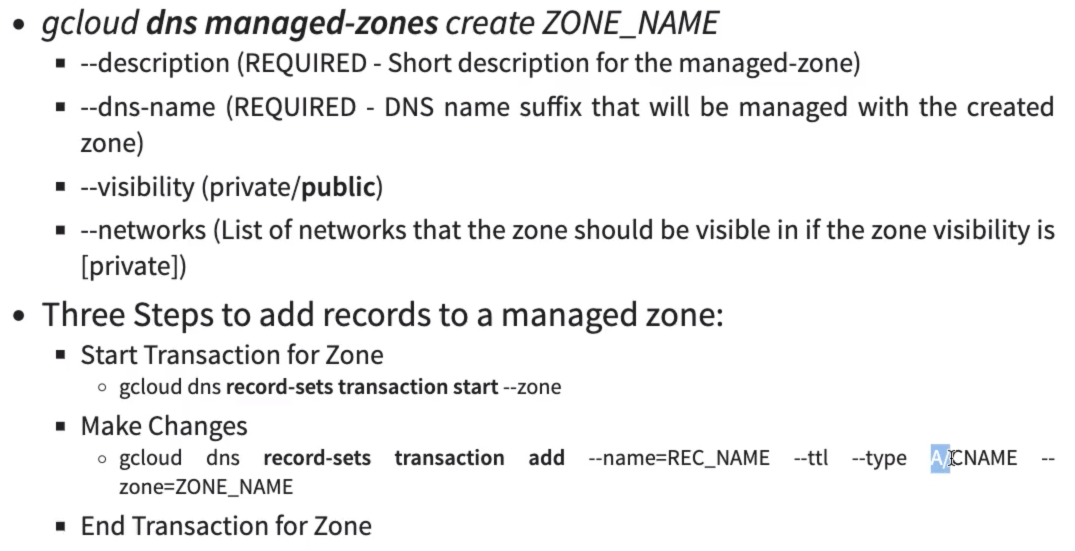 • gcloud dns managed-zones create ZONE_NAME
▪ --description (REQUIRED - Short description for the managed-zone)
▪ --dns-name (REQUIRED - DNS name suffix that will be managed with the created
zone)
▪ --visibility (private/public)
▪ --networks (List of networks that the zone should be visible in if the zone visibility is
[private])
• Three Steps to add records to a managed zone:
▪ Start Transaction for Zone
○ gcloud dns record-sets transaction start --zone
▪ Make Changes
○ gcloud dns record-sets transaction add --name=REC_NAME --ttl --type A/CNAME --
zone=ZONE_NAME
▪ End Transaction for Zone